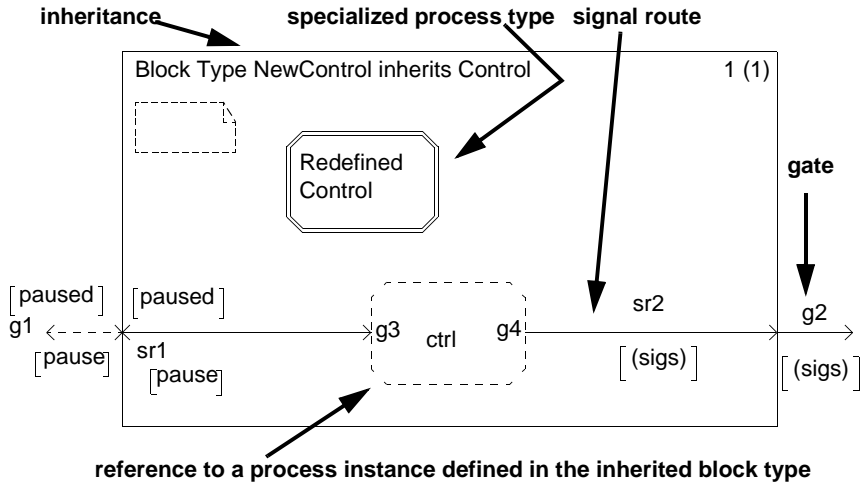 inheritance
specialized process type
signal route
Block Type NewControl inherits Control
1 (1)
Redefined
Control
gate
[paused]
[paused]
sr2
g2
g1
g3
ctrl
g4
[pause]
sr1
[pause]
[(sigs)]
[(sigs)]
reference to a process instance defined in the inherited block type